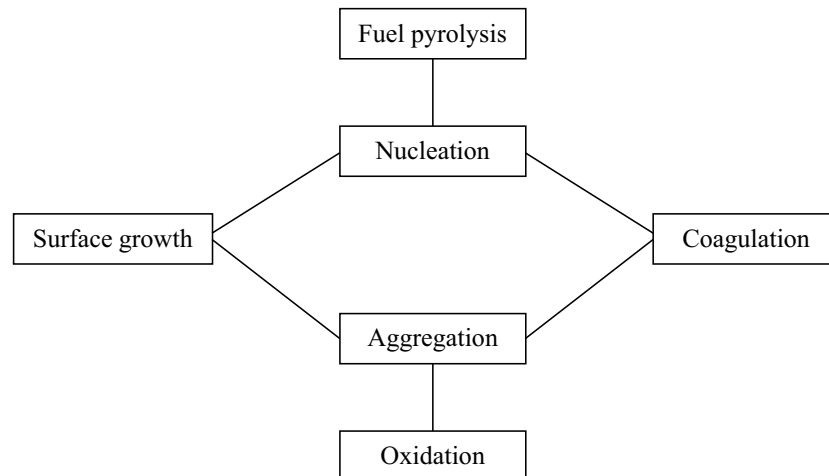 Fuel pyrolysis
Nucleation
Surface growth
Coagulation
Aggregation
Oxidation